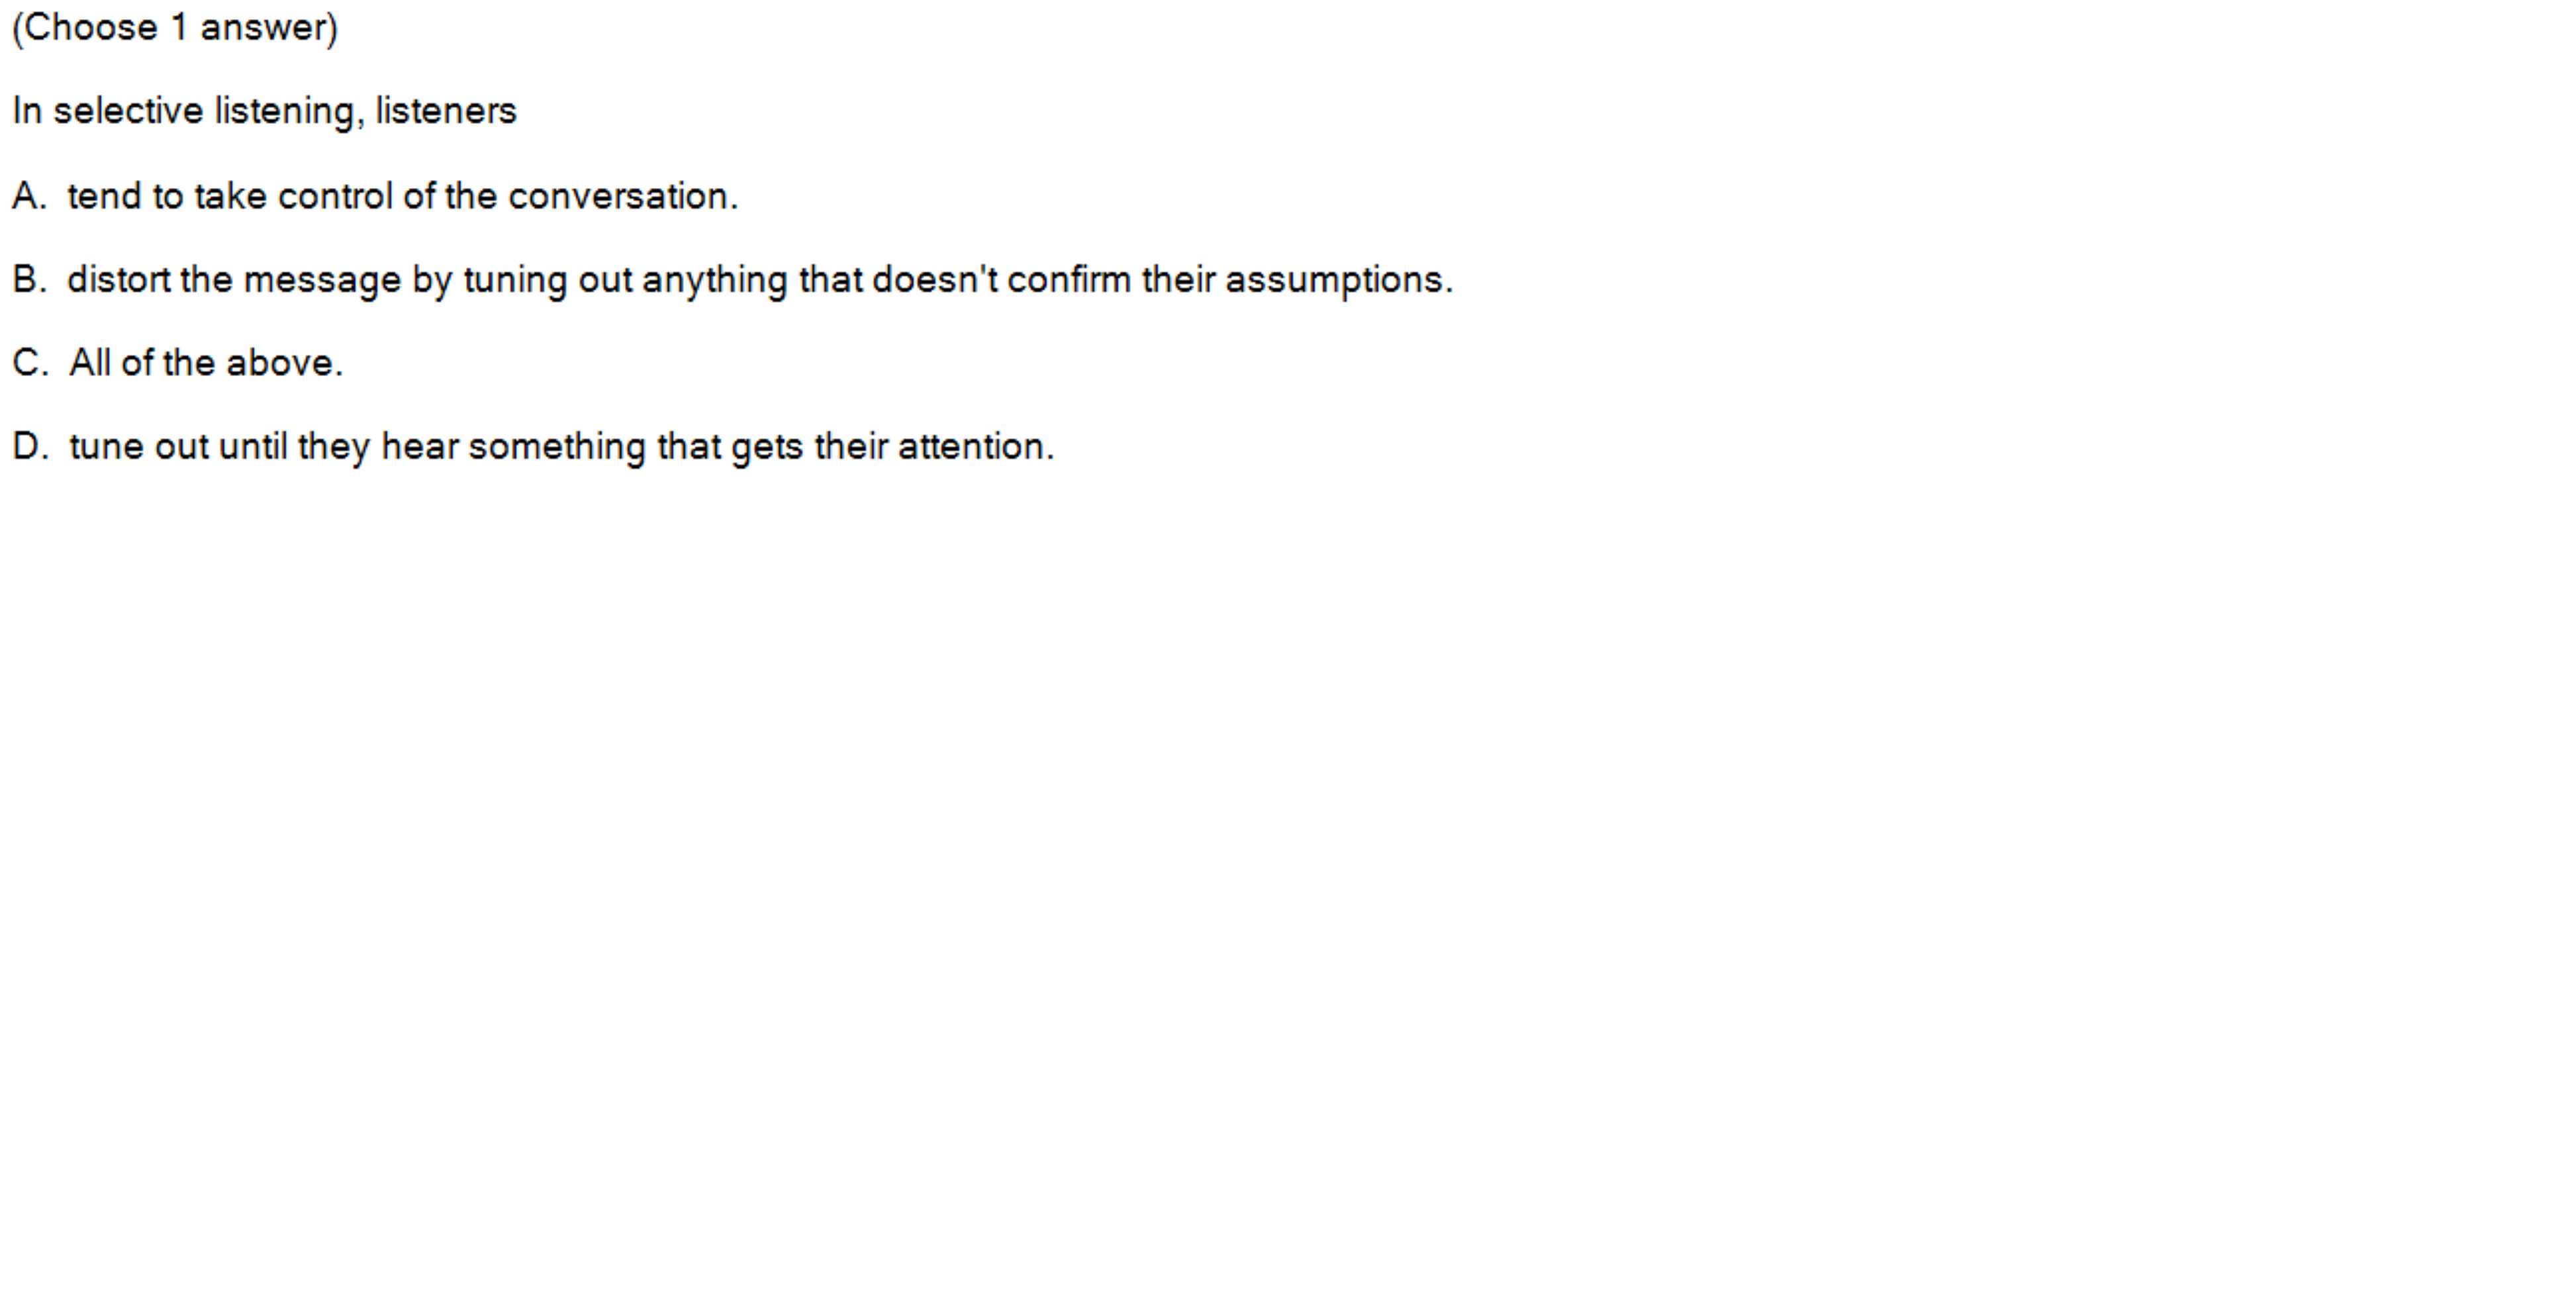 (Choose 1 answer)
In selective listening, listeners
A. tend to take control of the conversation.
B. distort the message by tuning out anything that doesn't confirm their assumptions.
C. All of the above.
D. tune out until they hear something that gets their attention.